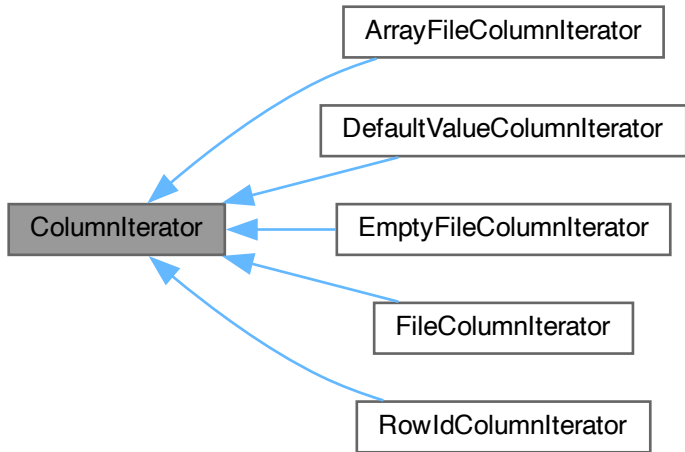 ArrayFileColumnIterator
DefaultValueColumnIterator
ColumnIterator
EmptyFileColumnIterator
FileColumnIterator
RowIdColumnIterator